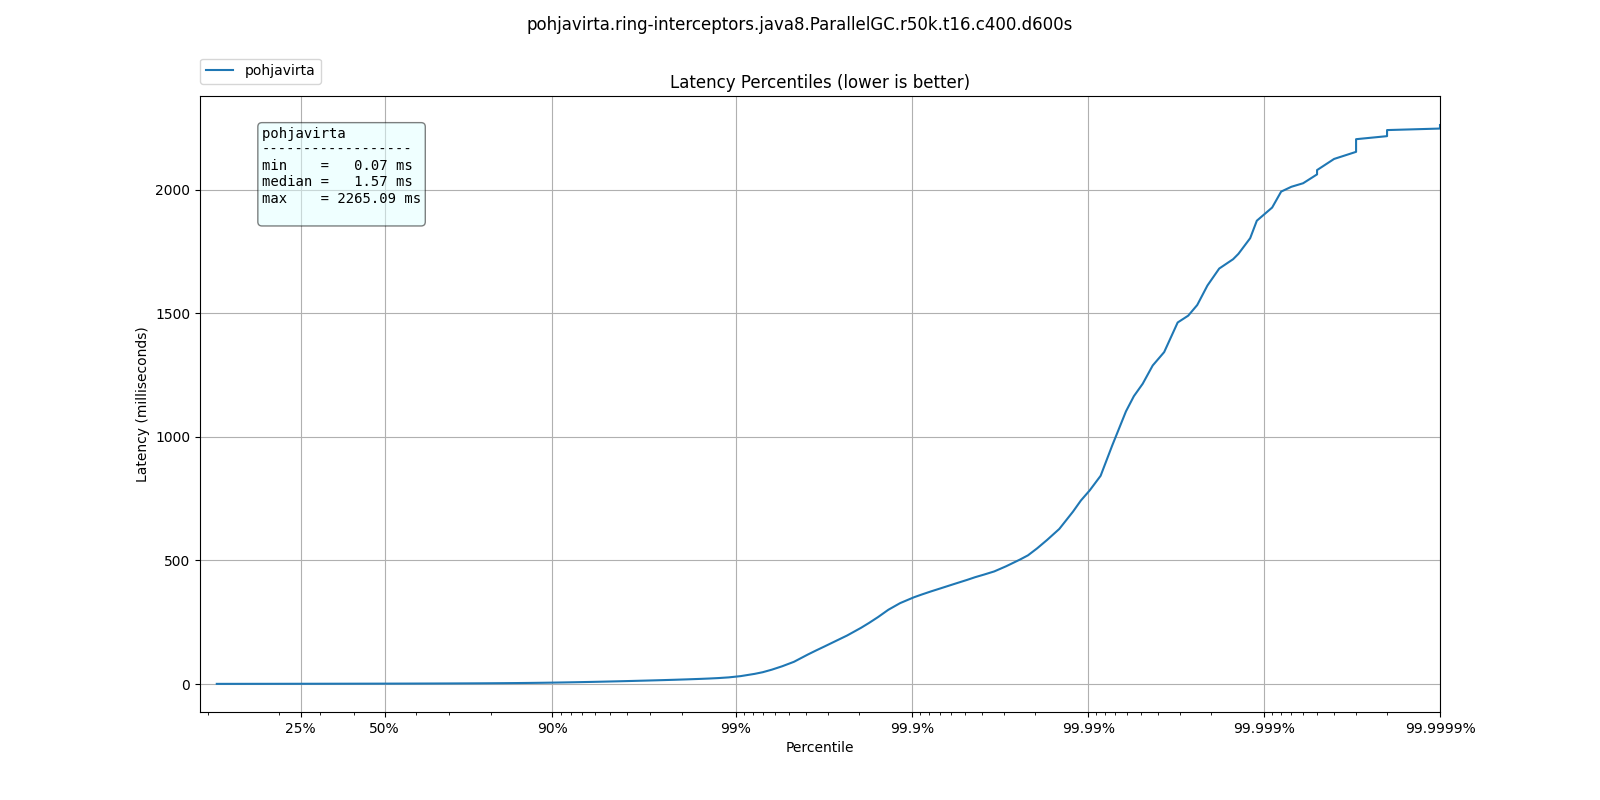 pohjavirta.ring-interceptors.java8.ParallelGC.r50k.t16.c400.d600s
pohjavirta
Latency Percentiles (lower is better)
pohjavirta
------------------
min    =   0.07 ms
median =   1.57 ms
max    = 2265.09 ms
2000
1500
1000
500
0
Latency (milliseconds)
25% 50% 90% 99% 99.9% 99.99% 99.999% 99.9999%
Percentile